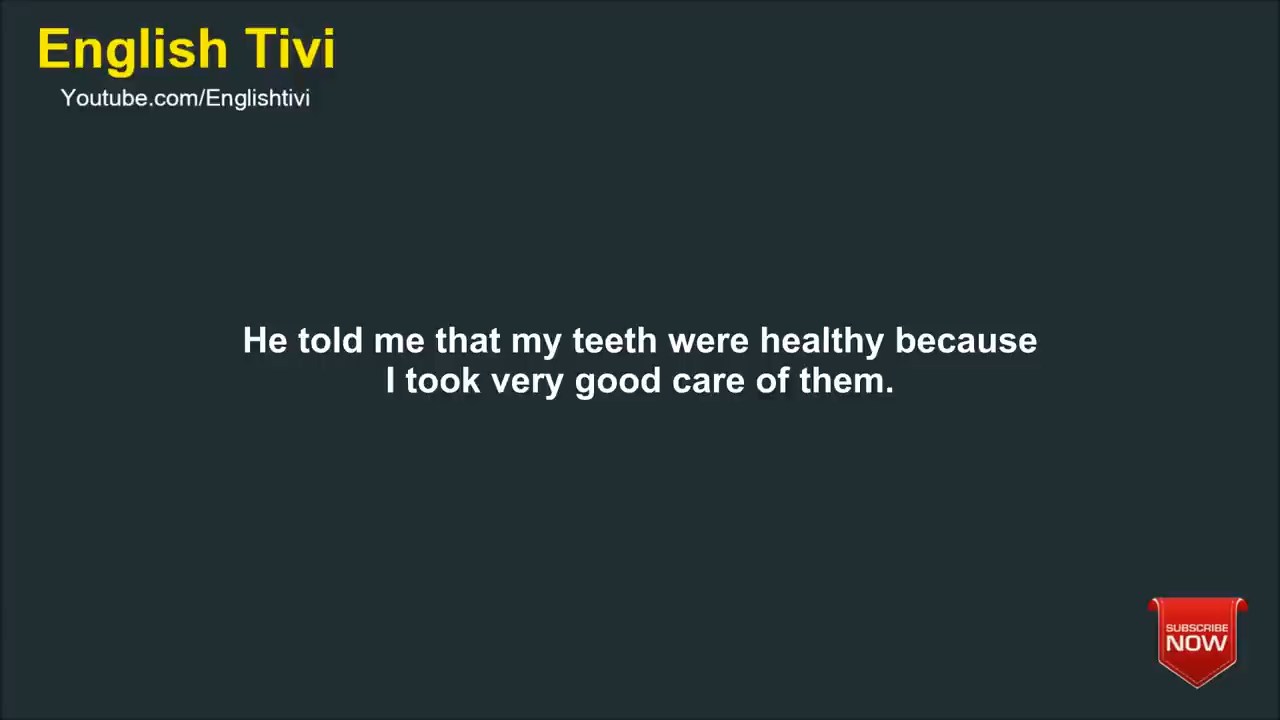 English Tivi
Youtube.com/Englishtivi
He told me that my teeth were healthy because
I took very good care of them.
SUBSCRIBE
NOW